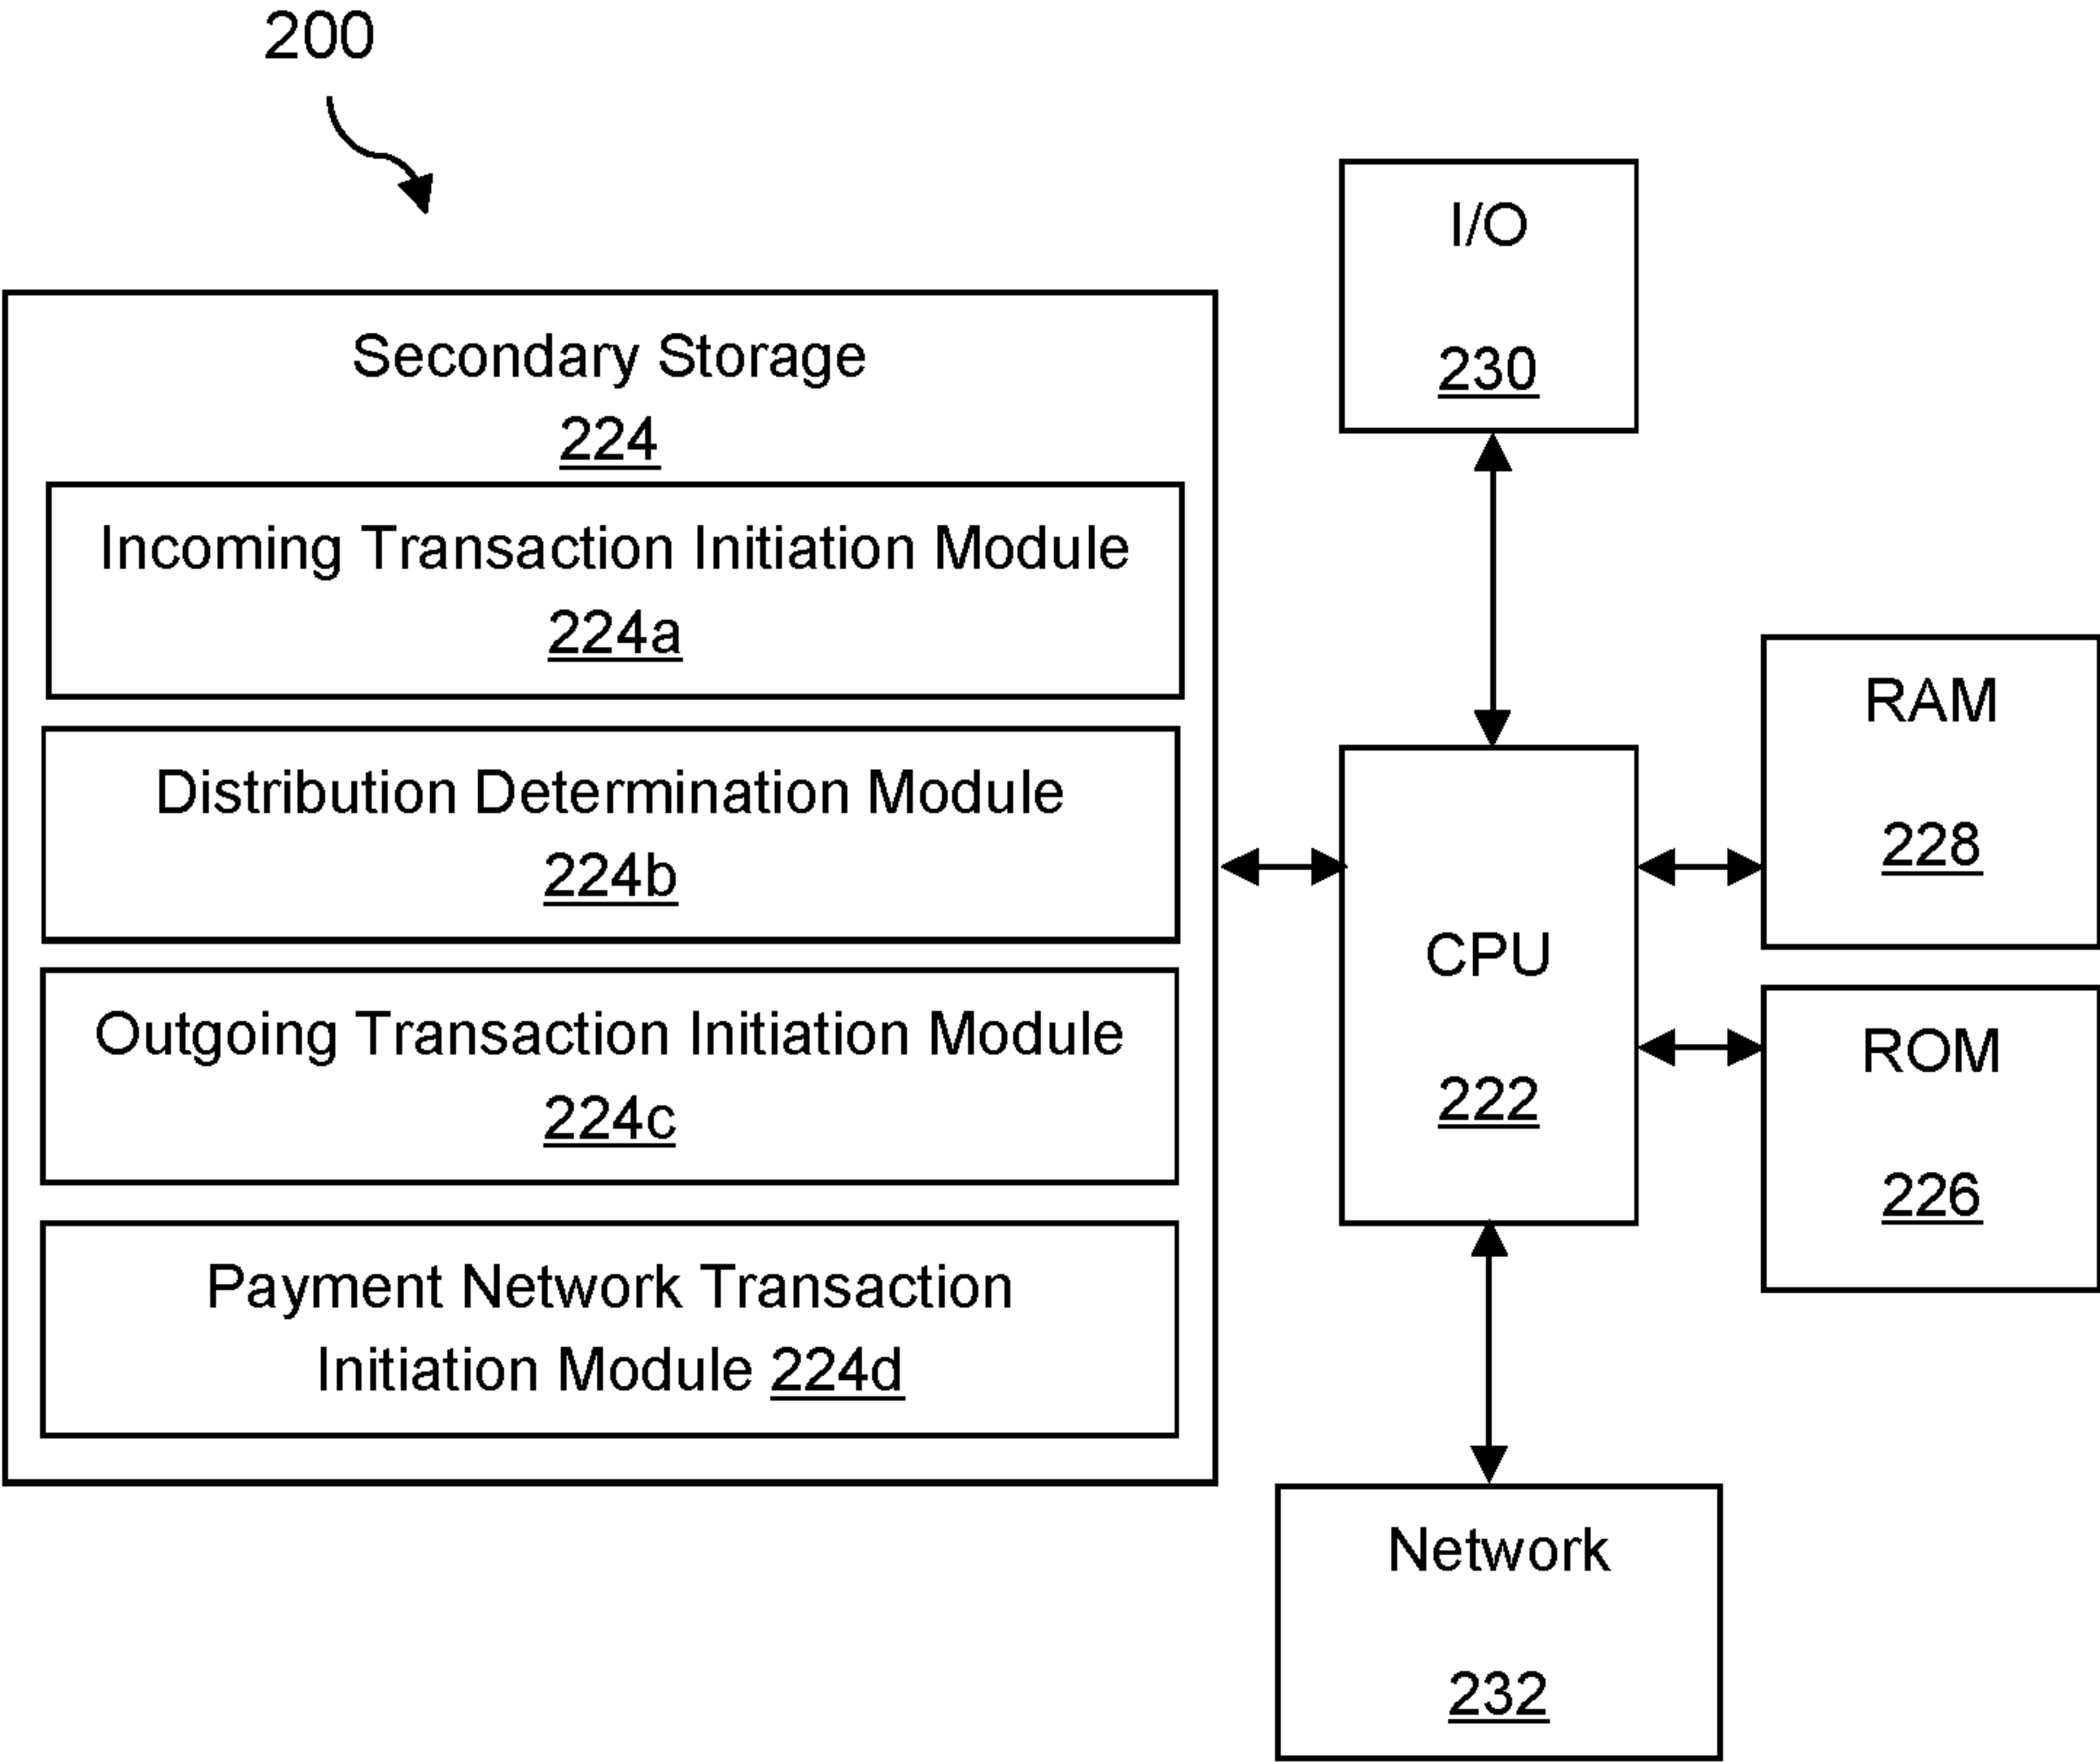 200
Secondary Storage
224
Incoming Transaction Initiation Module
224a
Distribution Determination Module
224b
Outgoing Transaction Initiation Module
224c
Payment Network Transaction
Initiation Module 224d
I/O
230
CPU
222
RAM
228
ROM
226
Network
232